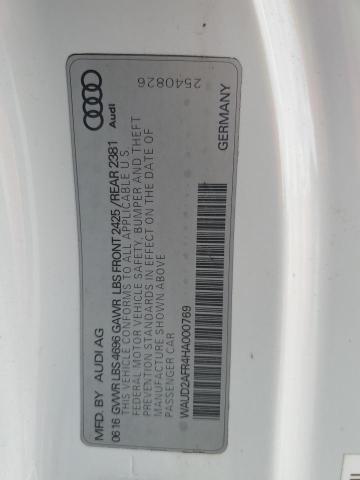 MFD. BY AUDI AG
06 16 GVWR LBS 4696 GAWR LBS FRONT 2425 / REAR 2381
THIS VEHICLE CONFORMS TO ALL APPLICABLE U.S.
FEDERAL MOTOR VEHICLE SAFETY, BUMPER AND THEFT
PREVENTION STANDARDS IN EFFECT ON THE DATE OF
MANUFACTURE SHOWN ABOVE
PASSENGER CAR
WAUD2AFR4HA000769
Audi
2540826
GERMANY